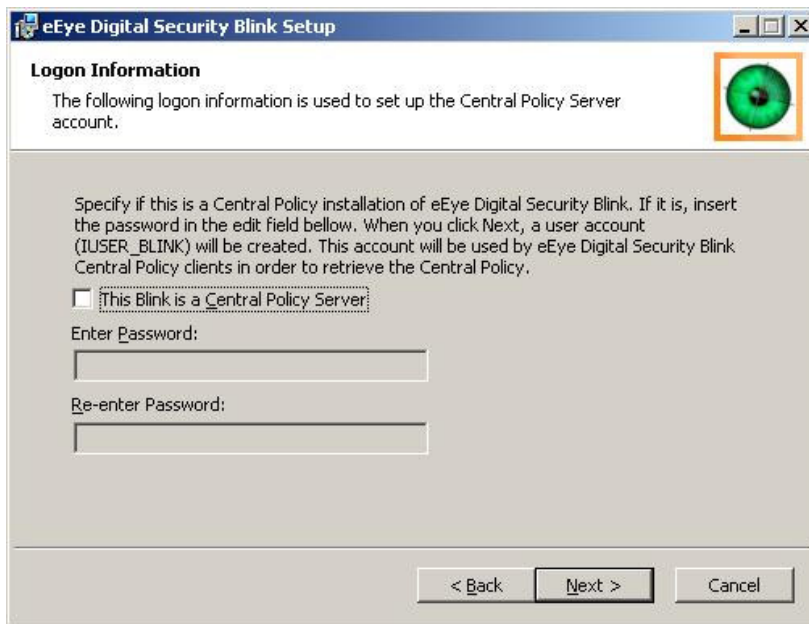 eEye Digital Security Blink Setup
Logon Information
The following logon information is used to set up the Central Policy Server
account.
Specify if this is a Central Policy installation of eEye Digital Security Blink. If it is, insert
the password in the edit field bellow. When you click Next, a user account
(IUSER_BLINK) will be created. This account will be used by eEye Digital Security Blink
Central Policy clients in order to retrieve the Central Policy.
This Blink is a Central Policy Server
Enter Password:
Re-enter Password:
< Back Next > Cancel